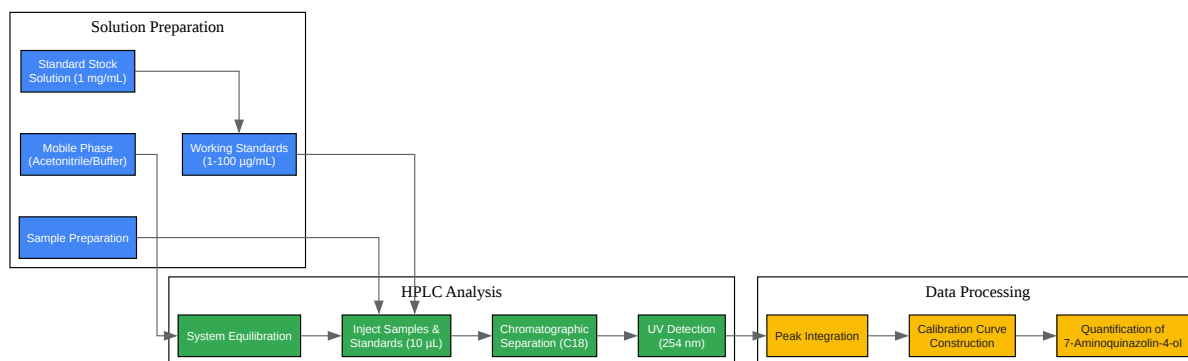 Solution Preparation
Standard Stock
Solution (1 mg/mL)
Mobile Phase
(Acetonitrile/Buffer)
Working Standards
(1-100 µg/mL)
Sample Preparation
HPLC Analysis
System Equilibration
Inject Samples &
Standards (10 µL)
Chromatographic
Separation (C18)
UV Detection
(254 nm)
Data Processing
Peak Integration
Calibration Curve
Construction
Quantification of
7-Aminoquinazolin-4-ol